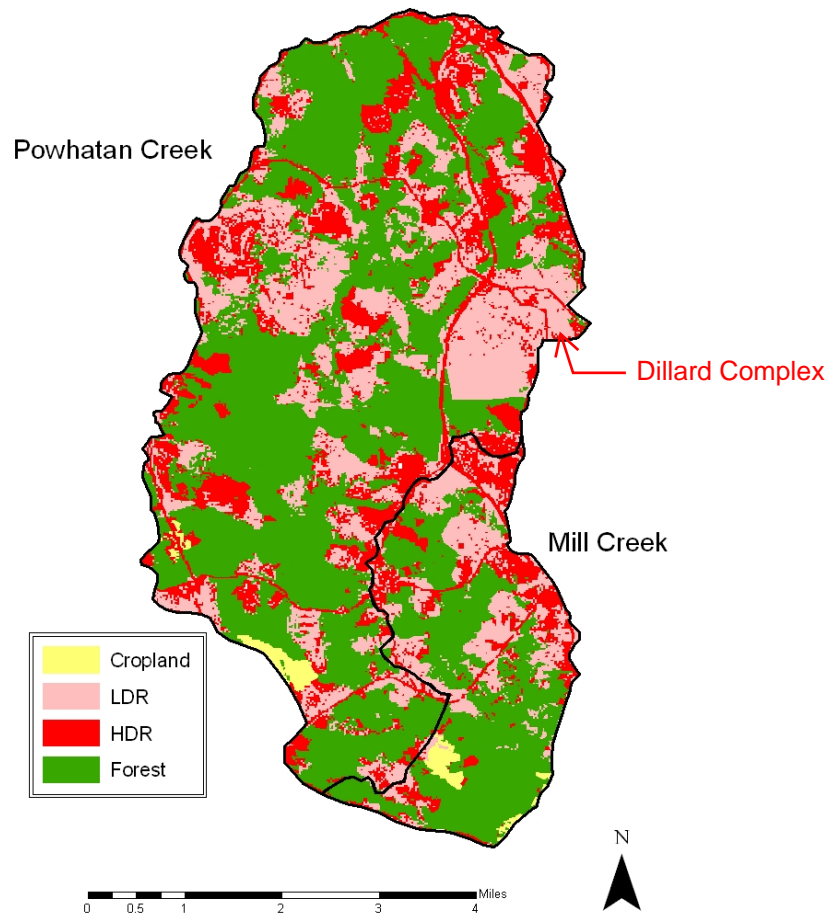 Powhatan Creek
Dillard Complex
Mill Creek
Cropland
LDR
HDR
Forest
N
Miles
0 0.5 1 2 3 4